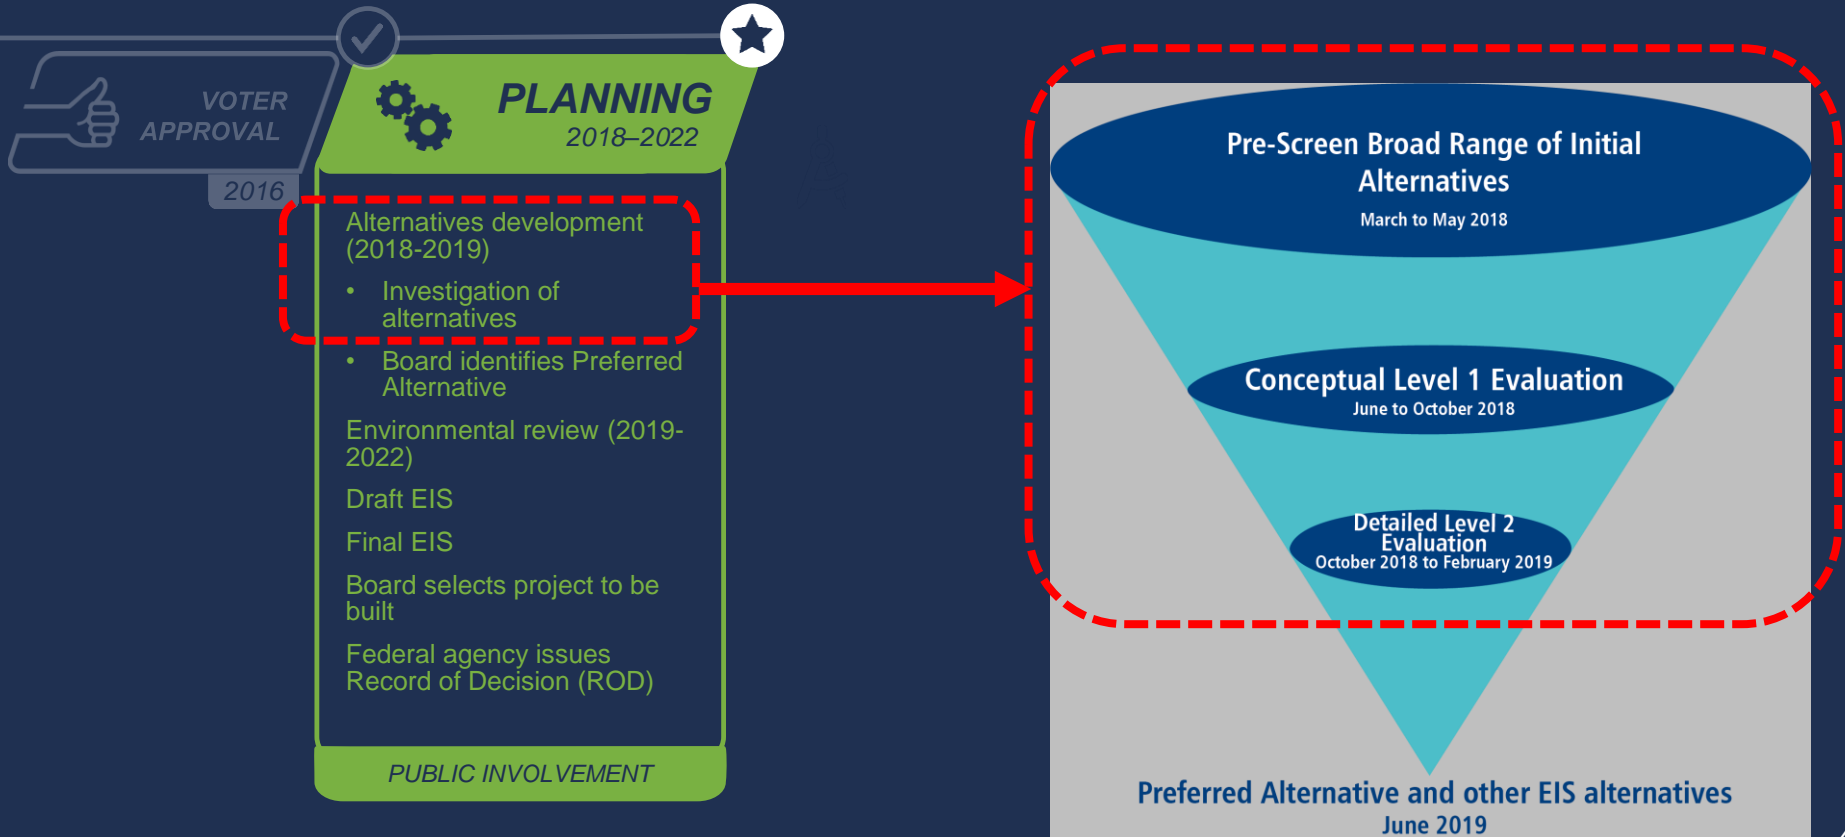 VOTER
APPROVAL
2016
PLANNING
2018–2022
Alternatives development
(2018-2019)
• Investigation of
alternatives
• Board identifies Preferred
Alternative
Environmental review (2019-
2022)
Draft EIS
Final EIS
Board selects project to be
built
Federal agency issues
Record of Decision (ROD)
PUBLIC INVOLVEMENT
Pre-Screen Broad Range of Initial
Alternatives
March to May 2018
Conceptual Level 1 Evaluation
June to October 2018
Detailed Level 2
Evaluation
October 2018 to February 2019
Preferred Alternative and other EIS alternatives
June 2019